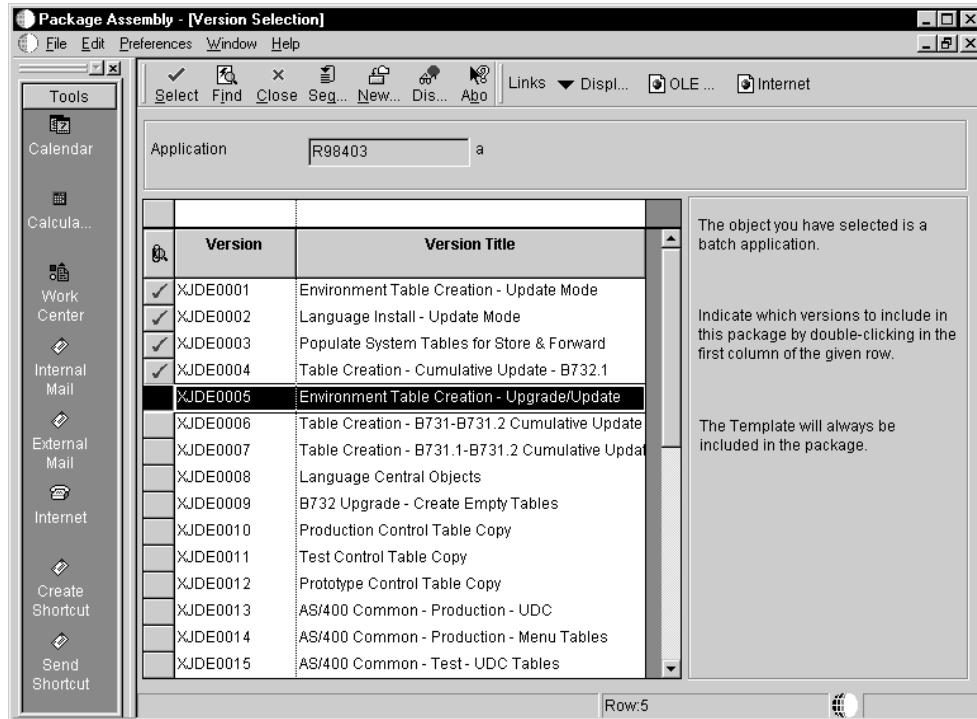 Package Assembly - [Version Selection]
File Edit Preferences Window Help
Tools
Calendar
Calcula...
Work
Center
Internal
Mail
External
Mail
Internet
Create
Shortcut
Send
Shortcut
Select Find Close Seq... New... Dis... Abo Links Displ... OLE ... Internet
Application R98403 a
Version Version Title
XJDE0001 Environment Table Creation - Update Mode
XJDE0002 Language Install - Update Mode
XJDE0003 Populate System Tables for Store & Forward
XJDE0004 Table Creation - Cumulative Update - B732.1
XJDE0005 Environment Table Creation - Upgrade/Update
XJDE0006 Table Creation - B731-B731.2 Cumulative Update
XJDE0007 Table Creation - B731.1-B731.2 Cumulative Updat
XJDE0008 Language Central Objects
XJDE0009 B732 Upgrade - Create Empty Tables
XJDE0010 Production Control Table Copy
XJDE0011 Test Control Table Copy
XJDE0012 Prototype Control Table Copy
XJDE0013 AS/400 Common - Production - UDC
XJDE0014 AS/400 Common - Production - Menu Tables
XJDE0015 AS/400 Common - Test - UDC Tables
The object you have selected is a
batch application.
Indicate which versions to include in
this package by double-clicking in the
first column of the given row.
The Template will always be
included in the package.
Row:5